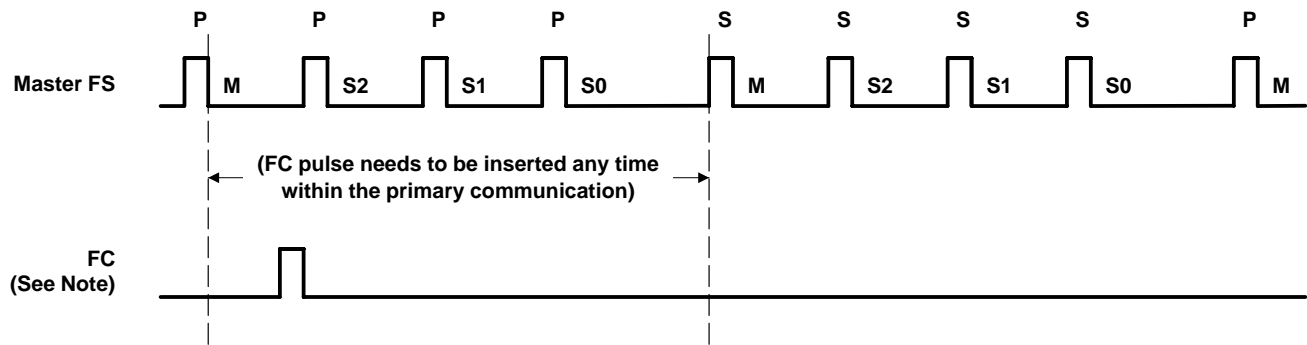 P P P P S S S S P
Master FS M S2 S1 S0 M S2 S1 S0 M
(FC pulse needs to be inserted any time
within the primary communication)
FC
(See Note)